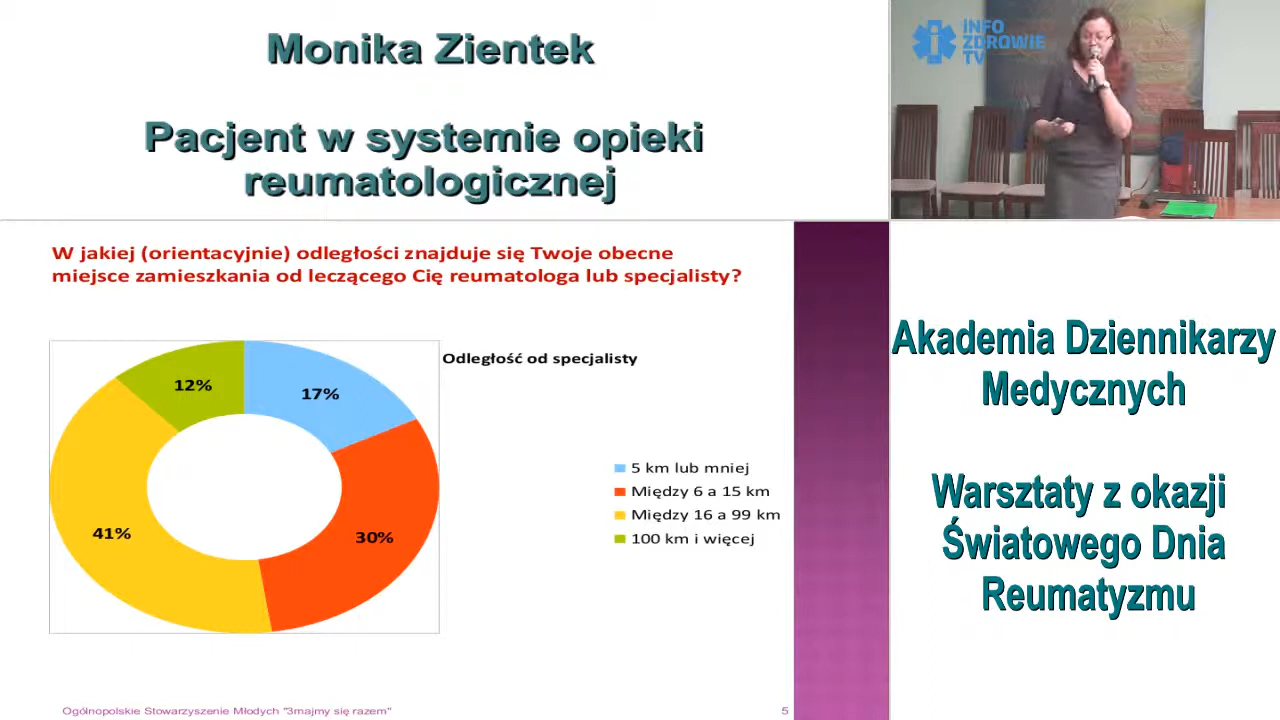 Monika Zientek
Pacjent w systemie opieki
reumatologicznej
INFO
ZDROWIE
TV
W jakiej (orientacyjnie) odległości znajduje się Twoje obecne
miejsce zamieszkania od leczącego Cię reumatologa lub specjalisty?
Odległość od specjalisty
12%
17%
41%
30%
5 km lub mniej
Między 6 a 15 km
Między 16 a 99 km
100 km i więcej
Ogólnopolskie Stowarzyszenie Młodych "3majmy się razem"
5
Akademia Dziennikarzy
Medycznych
Warsztaty z okazji
Światowego Dnia
Reumatyzmu